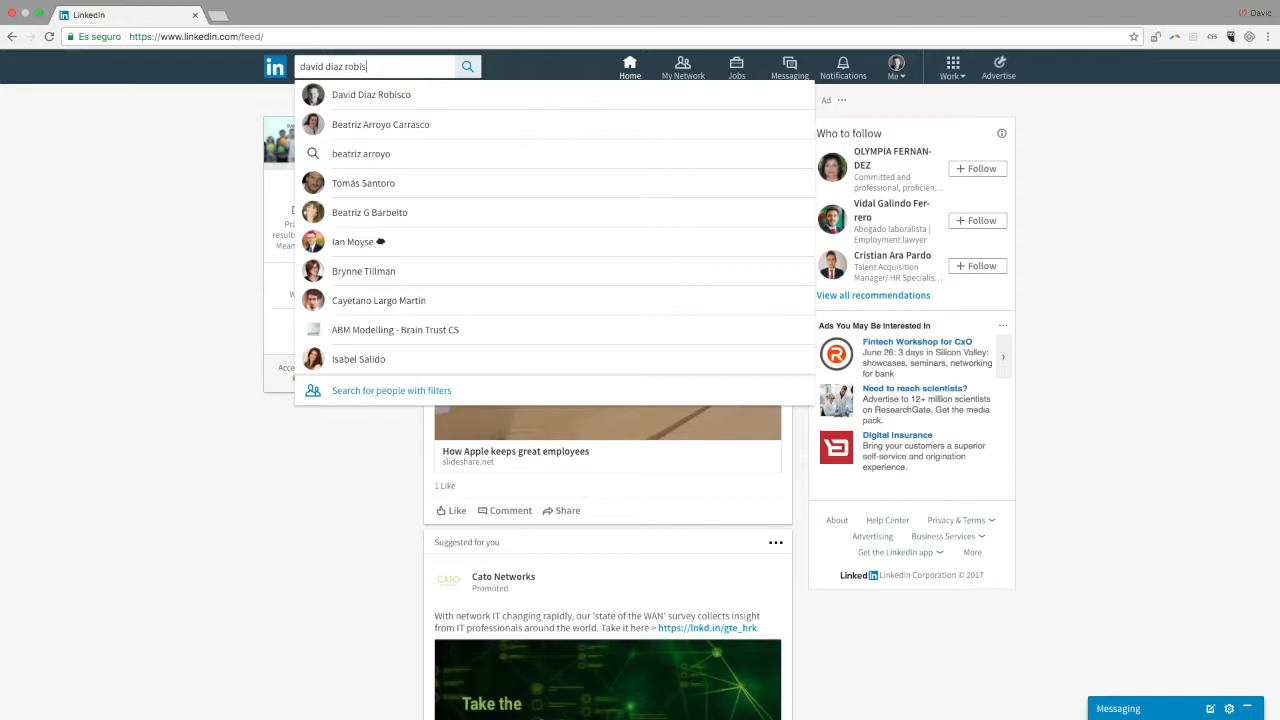 LinkedIn
David
Es seguro
https://www.linkedin.com/feed/
css
in
david diaz robis
Home
My Network
Jobs
Messaging
Notifications
Me
Work
Advertise
David Díaz Robisco
Beatriz Arroyo Carrasco
beatriz arroyo
Tomás Santoro
Beatriz G Barbeito
Ian Moyse
Brynne Tillman
Cayetano Largo Martín
ABM Modelling - Brain Trust CS
Isabel Salido
Search for people with filters
How Apple keeps great employees
slideshare.net
1 Like
Like
Comment
Share
Suggested for you
CATO
Cato Networks
Promoted
With network IT changing rapidly, our 'state of the WAN' survey collects insight
from IT professionals around the world. Take it here > https://lnkd.in/gte_hrk
Take the
Ad
Who to follow
OLYMPIA FERNAN-
DEZ
Committed and
professional, proficien...
+ Follow
Vidal Galindo Fer-
rero
Abogado laboralista |
Employment lawyer
+ Follow
Cristian Ara Pardo
Talent Acquisition
Manager/ HR Specialis...
+ Follow
View all recommendations
Ads You May Be Interested In
Fintech Workshop for CxO
June 26: 3 days in Silicon Valley:
showcases, seminars, networking
for bank
Need to reach scientists?
Advertise to 12+ million scientists
on ResearchGate. Get the media
pack.
Digital Insurance
Bring your customers a superior
self-service and origination
experience.
About
Help Center
Privacy & Terms
Advertising
Business Services
Get the LinkedIn app
More
LinkedIn LinkedIn Corporation © 2017
Messaging